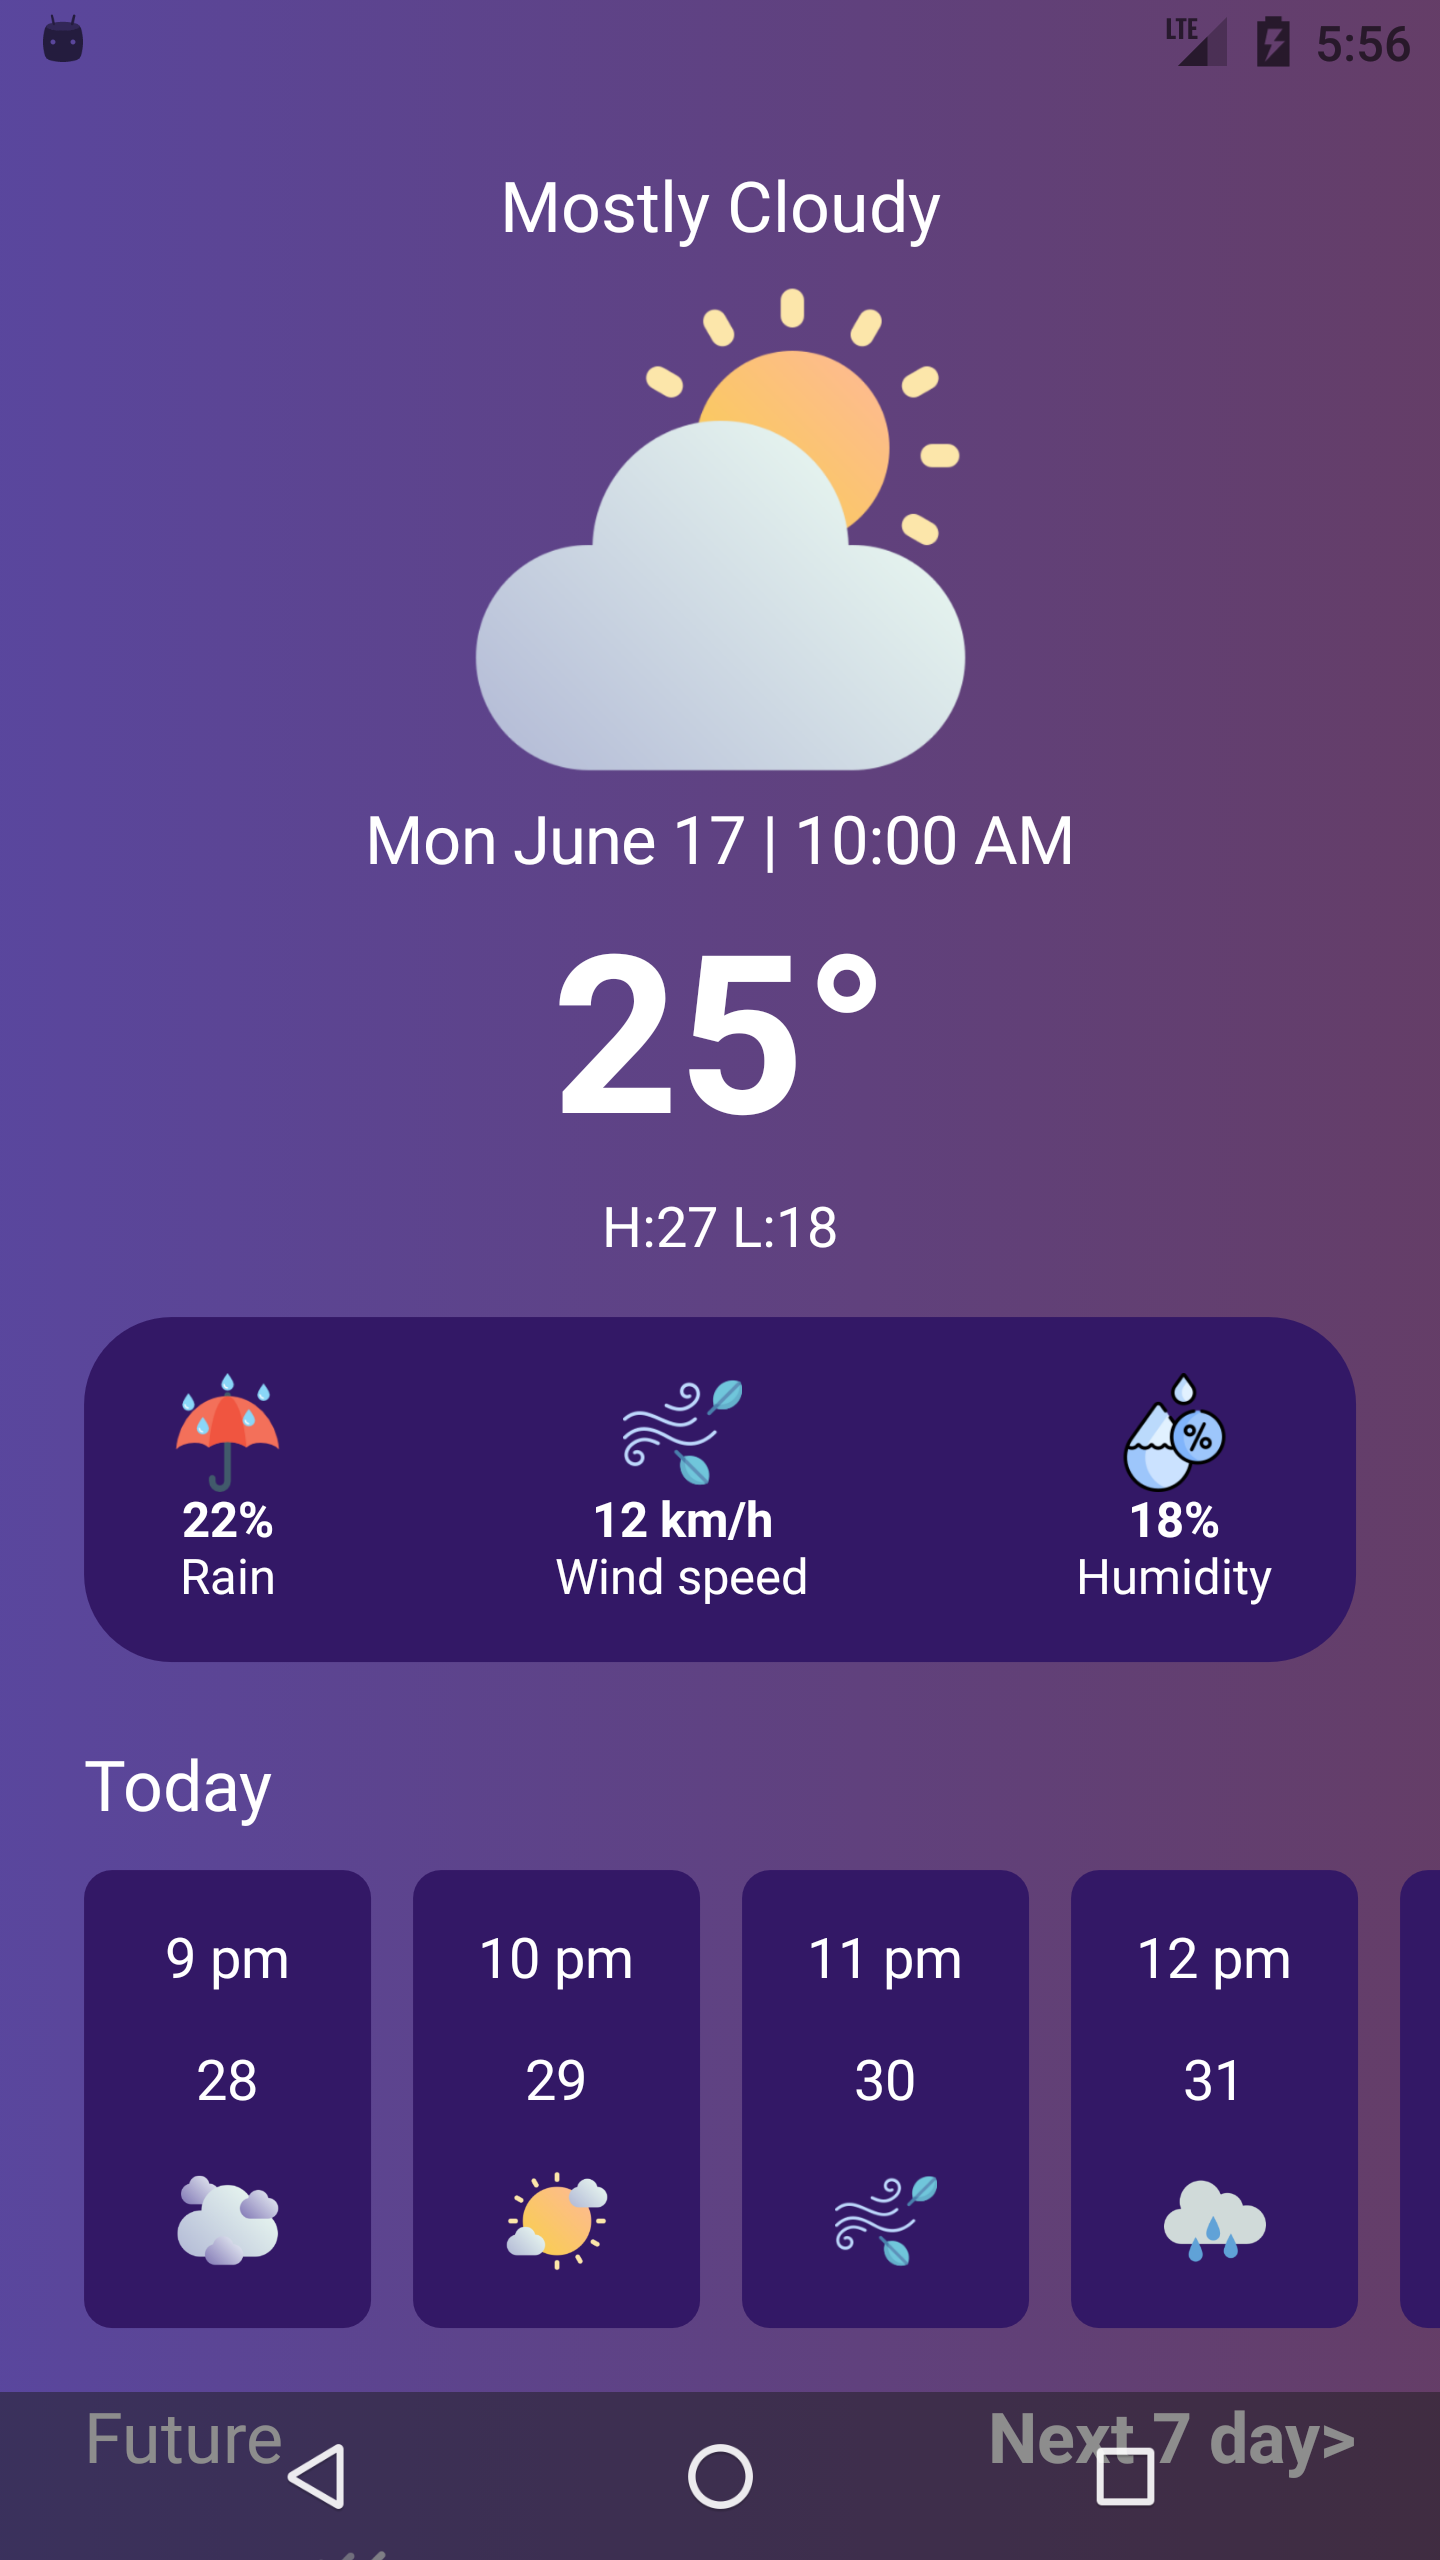 LTE 5:56
Mostly Cloudy
Mon June 17 | 10:00 AM
25°
H:27 L:18
%
22% 12 km/h 18%
Rain Wind speed Humidity
Today
9 pm 10 pm 11 pm 12 pm
28 29 30 31
Future Next 7 day>